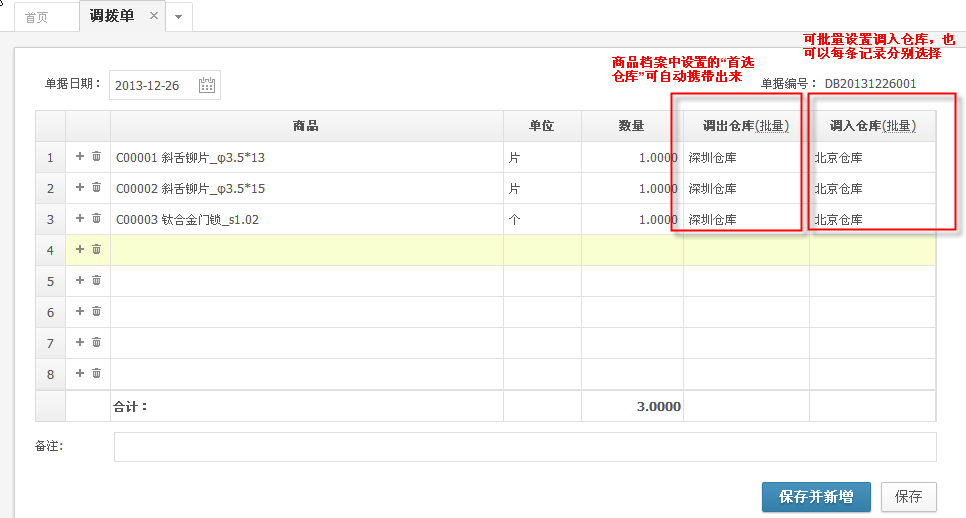 首页
调拨单
可批量设置调入仓库，也
可以每条记录分别选择
商品档案中设置的“首选
仓库”可自动携带出来
单据日期： 2013-12-26
单据编号： DB20131226001
商品 单位 数量 调出仓库(批量) 调入仓库(批量)
1 C00001 斜舌铆片_φ3.5*13 片 1.0000 深圳仓库 北京仓库
2 C00002 斜舌铆片_φ3.5*15 片 1.0000 深圳仓库 北京仓库
3 C00003 钛合金门锁_s1.02 个 1.0000 深圳仓库 北京仓库
4
5
6
7
8
合计： 3.0000
备注:
保存并新增 保存